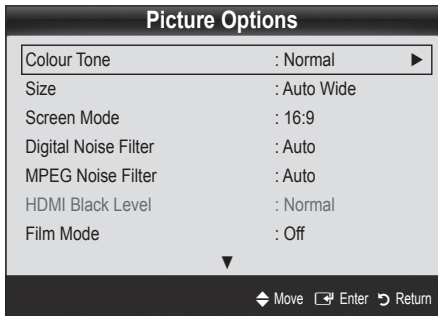 Picture Options
Colour Tone : Normal ►
Size : Auto Wide
Screen Mode : 16:9
Digital Noise Filter : Auto
MPEG Noise Filter : Auto
HDMI Black Level : Normal
Film Mode : Off
▼
Move Enter Return